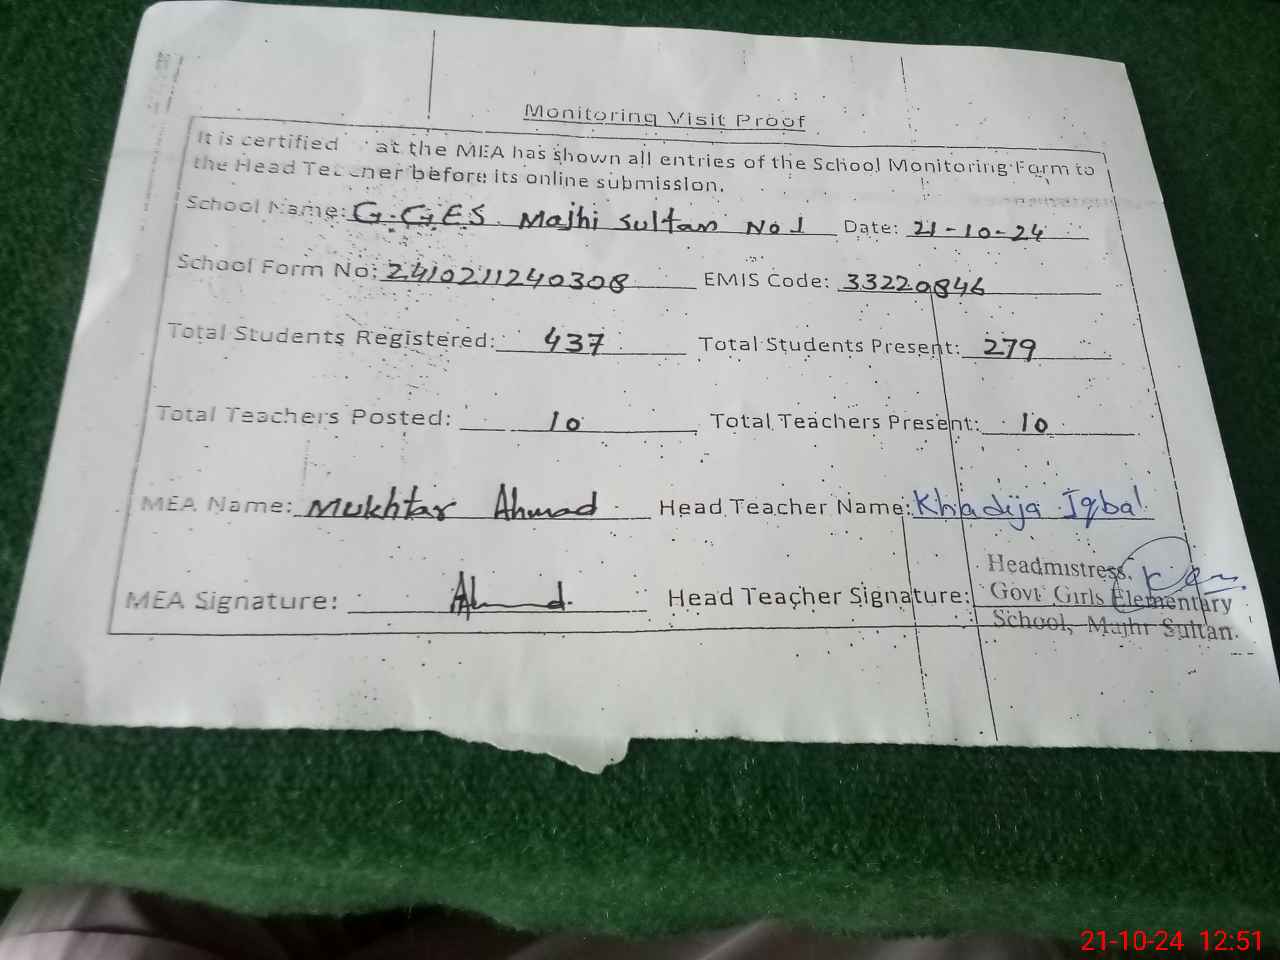 Monitoring Visit Proof
It is certified at the MEA has shown all entries of the School Monitoring Form to
the Head Teacher before its online submission.
School Name: G.G.E.S. Majhi Sultan No 1 Date: 21-10-24
School Form No: 2410211240308 EMIS Code: 33220846
Total Students Registered: 437 Total Students Present: 279
Total Teachers Posted: 10 Total Teachers Present: 10
MEA Name: Mukhtar Ahmad Head Teacher Name: Khadija Iqbal
MEA Signature: Ahmad Head Teacher Signature:
Headmistress.
Govt Girls Elementary
School, Majhi Sultan.
21-10-24 12:51